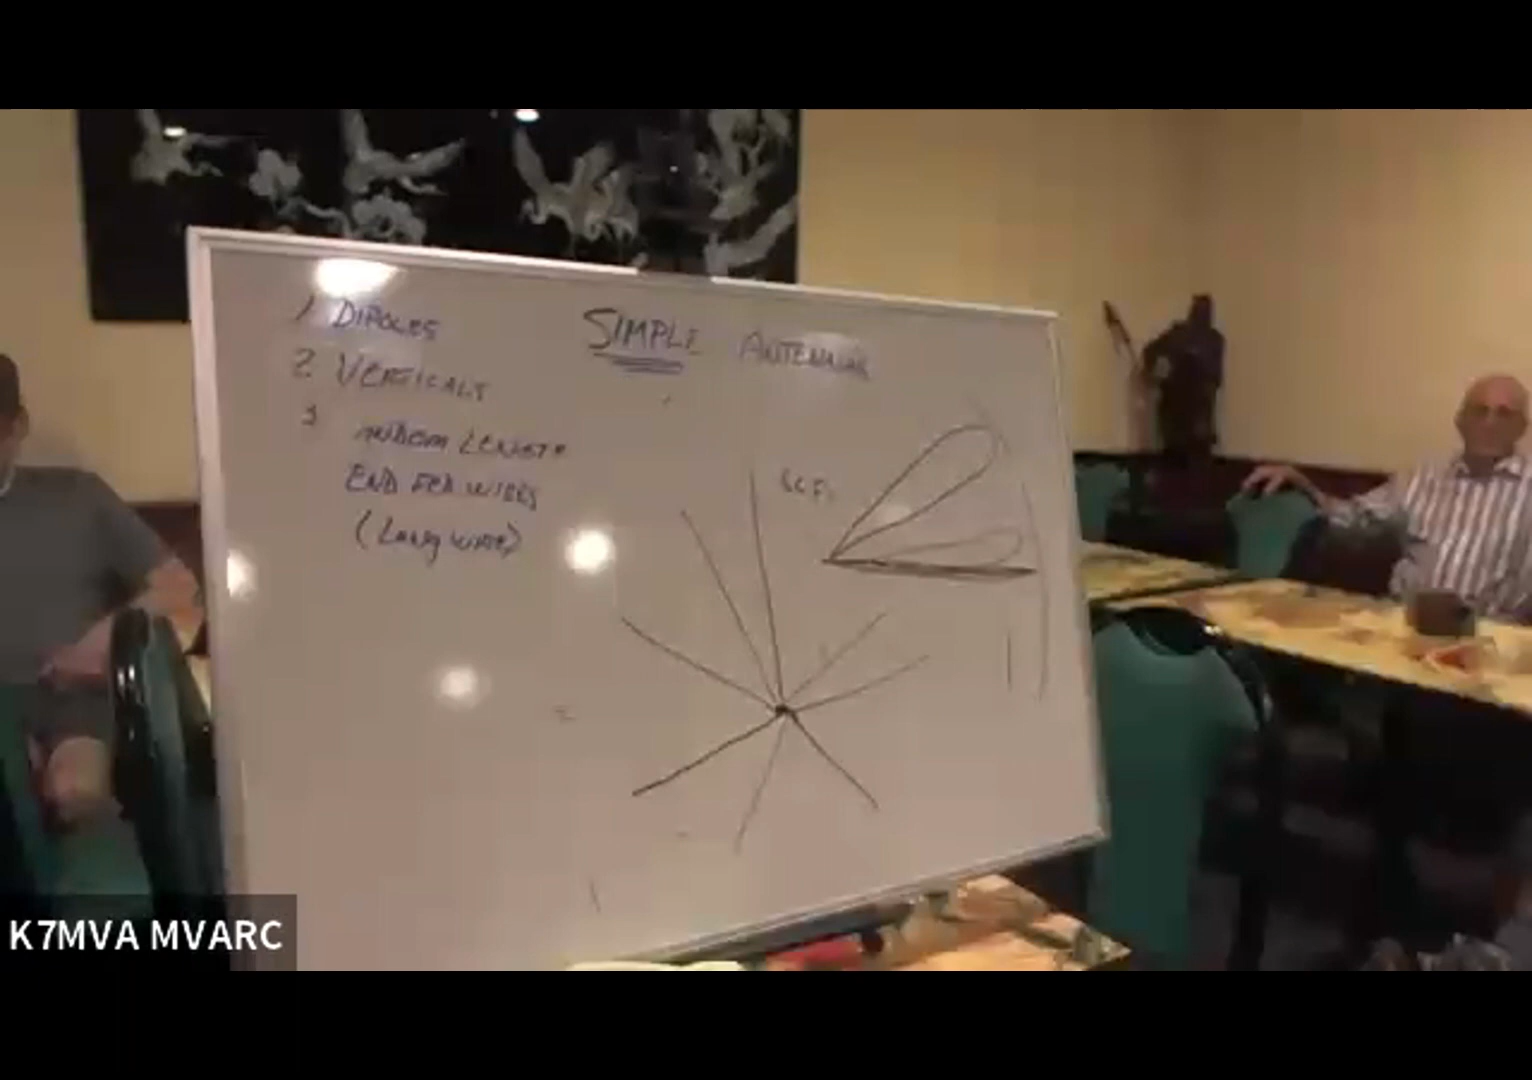 SIMPLE ANTENNAS
1 DIPOLES
2 VERTICALS
3 RANDOM LENGTH
END FED WIRES
(LONG WIRE)
K7MVA MVARC